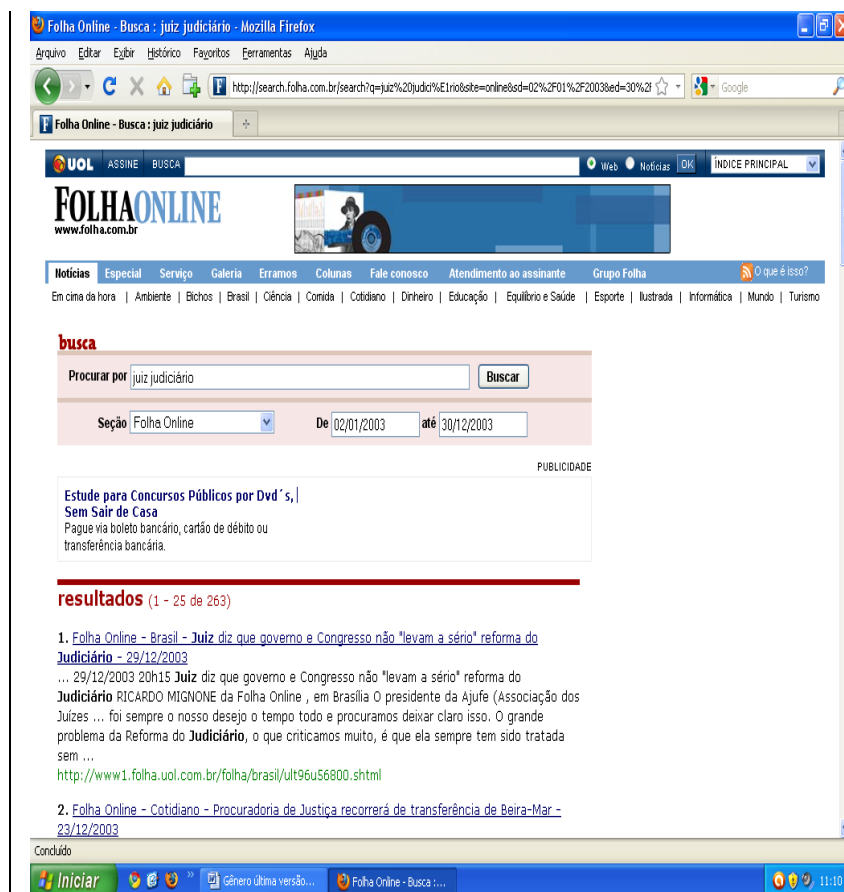 Folha Online - Busca : juiz judiciário - Mozilla Firefox
Arquivo Editar Exibir Histórico Favoritos Ferramentas Ajuda
http://search.folha.com.br/search?q=juiz%20judici%E1rio&site=online&sd=02%2F01%2F2003&ed=30%2f
Google
Folha Online - Busca : juiz judiciário
UOL ASSINE BUSCA Web Notícias OK ÍNDICE PRINCIPAL
FOLHAONLINE
www.folha.com.br
Notícias Especial Serviço Galeria Erramos Colunas Fale conosco Atendimento ao assinante Grupo Folha O que é isso?
Em cima da hora | Ambiente | Bichos | Brasil | Ciência | Comida | Cotidiano | Dinheiro | Educação | Equilíbrio e Saúde | Esporte | Ilustrada | Informática | Mundo | Turismo
busca
Procurar por juiz judiciário Buscar
Seção Folha Online De 02/01/2003 até 30/12/2003
PUBLICIDADE
Estude para Concursos Públicos por Dvd´s,
Sem Sair de Casa
Pague via boleto bancário, cartão de débito ou
transferência bancária.
resultados (1 - 25 de 263)
1. Folha Online - Brasil - Juiz diz que governo e Congresso não "levam a sério" reforma do
Judiciário - 29/12/2003
... 29/12/2003 20h15 Juiz diz que governo e Congresso não "levam a sério" reforma do
Judiciário RICARDO MIGNONE da Folha Online , em Brasília O presidente da Ajufe (Associação dos
Juízes ... foi sempre o nosso desejo o tempo todo e procuramos deixar claro isso. O grande
problema da Reforma do Judiciário, o que criticamos muito, é que ela sempre tem sido tratada
sem ...
http://www1.folha.uol.com.br/folha/brasil/ult96u56800.shtml
2. Folha Online - Cotidiano - Procuradoria de Justiça recorrerá de transferência de Beira-Mar -
23/12/2003
Concluído
Iniciar Gênero última versão... Folha Online - Busca :... 11:10